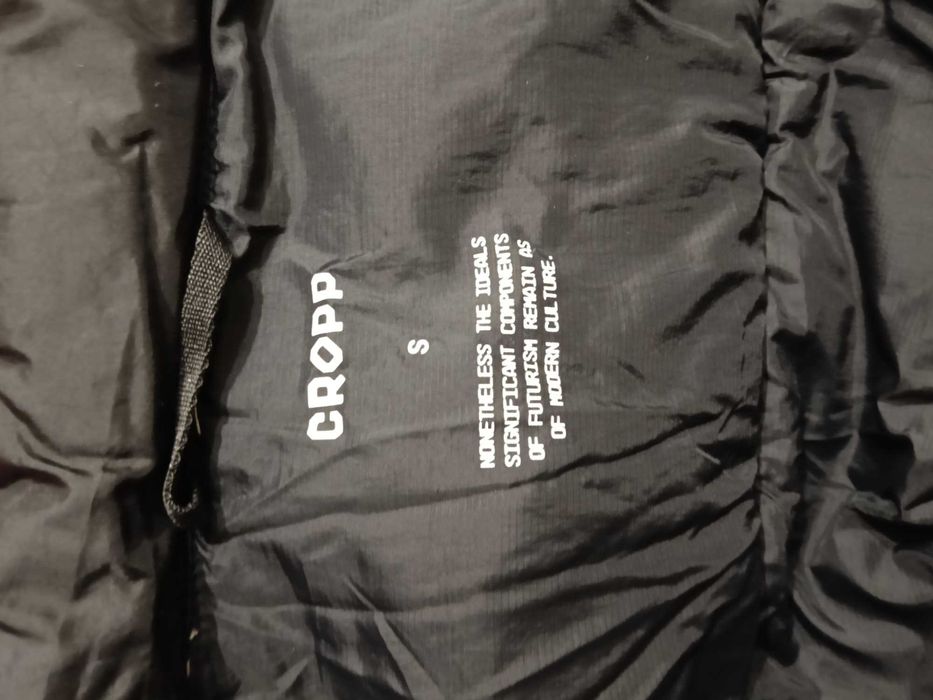 CROPP
S
NONETHELESS THE IDEALS
SIGNIFICANT COMPONENTS
OF FUTURISM REMAIN AS
OF MODERN CULTURE.